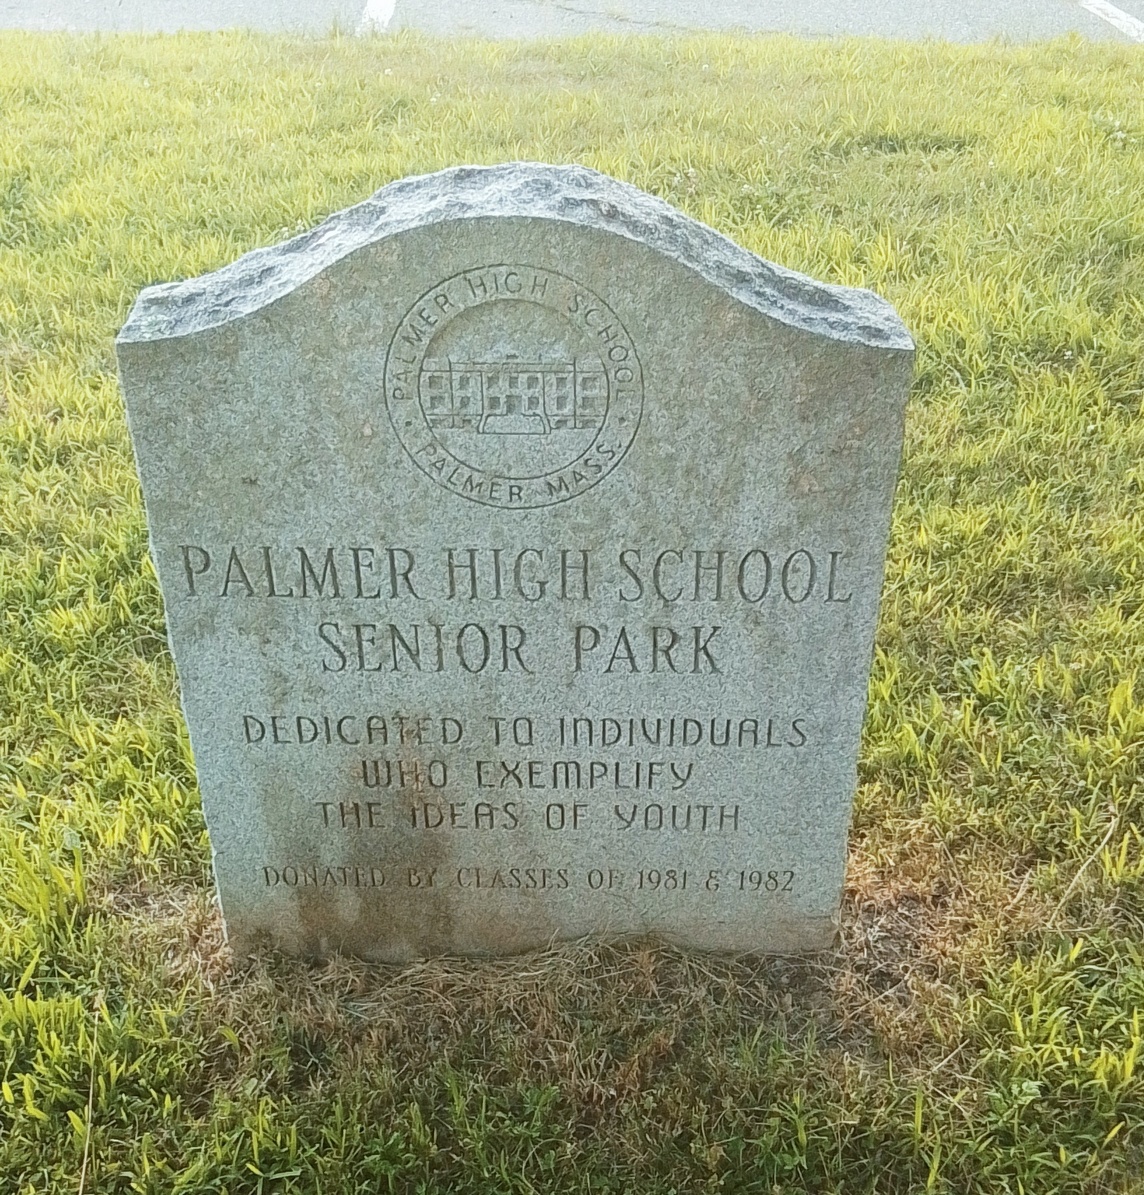 PALMER HIGH SCHOOL
PALMER MASS.
PALMER HIGH SCHOOL
SENIOR PARK
DEDICATED TO INDIVIDUALS
WHO EXEMPLIFY
THE IDEAS OF YOUTH
DONATED BY CLASSES OF 1981 & 1982